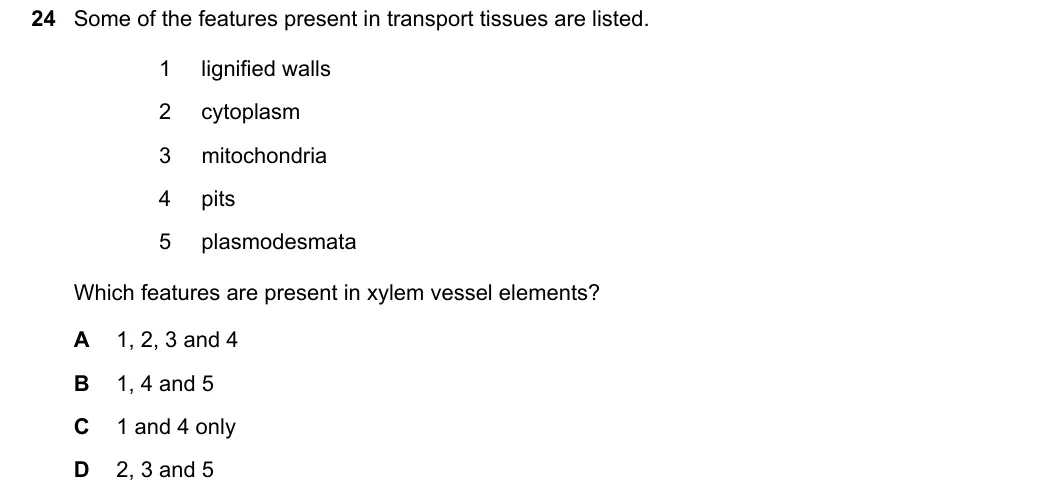 24 Some of the features present in transport tissues are listed.
1 lignified walls
2 cytoplasm
3 mitochondria
4 pits
5 plasmodesmata
Which features are present in xylem vessel elements?
A 1, 2, 3 and 4
B 1, 4 and 5
C 1 and 4 only
D 2, 3 and 5